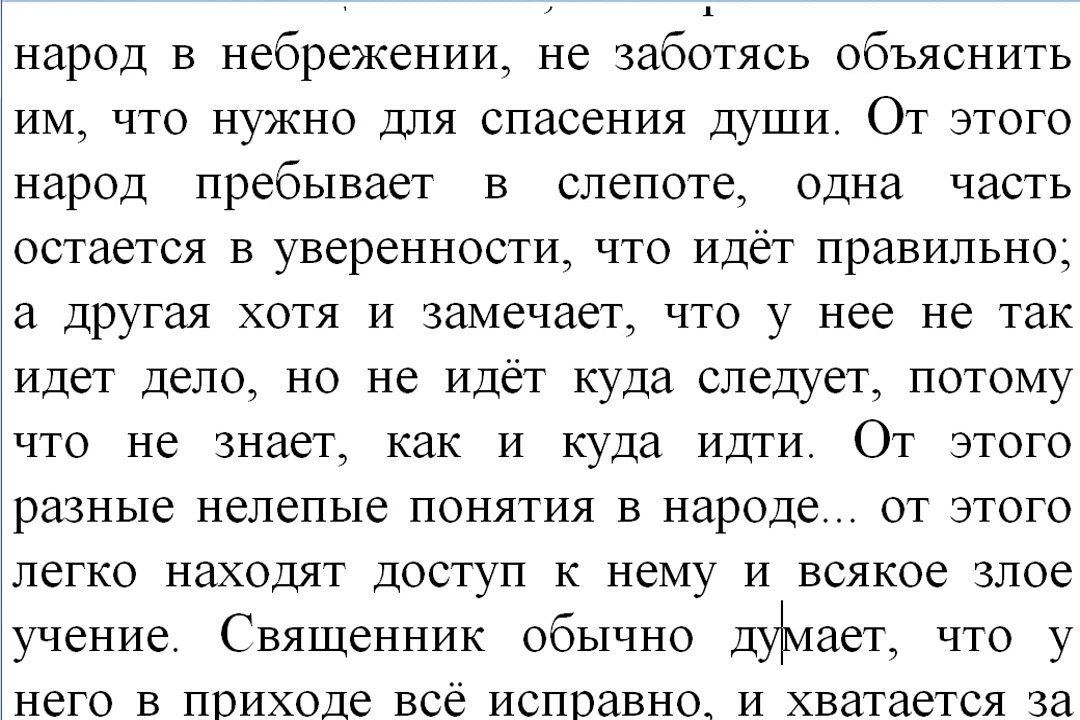 народ в небрежении, не заботясь объяснить
им, что нужно для спасения души. От этого
народ пребывает в слепоте, одна часть
остается в уверенности, что идёт правильно;
а другая хотя и замечает, что у нее не так
идет дело, но не идёт куда следует, потому
что не знает, как и куда идти. От этого
разные нелепые понятия в народе... от этого
легко находят доступ к нему и всякое злое
учение. Священник обычно думает, что у
него в приходе всё исправно, и хватается за